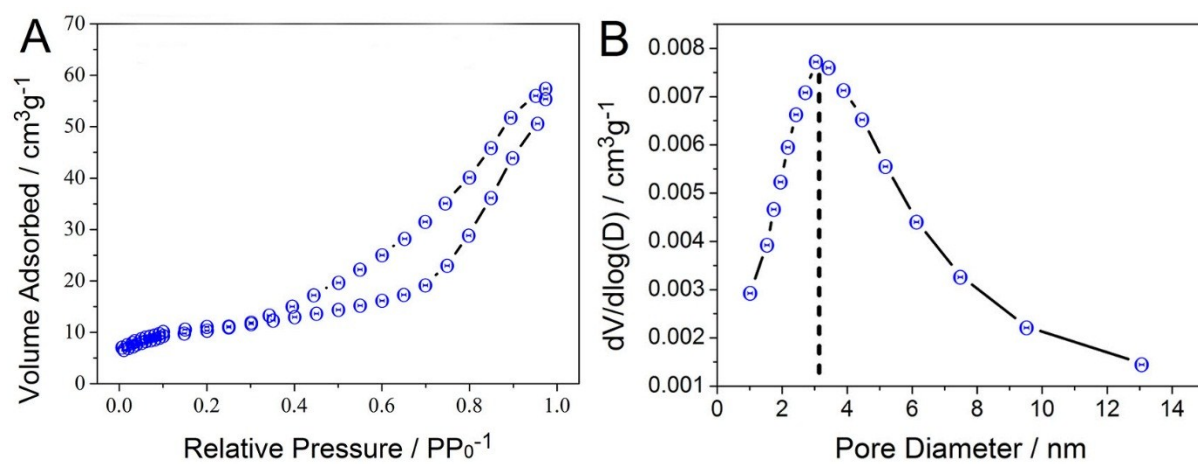 A
Volume Adsorbed / cm³g⁻¹
70
60
50
40
30
20
10
0
0.0 0.2 0.4 0.6 0.8 1.0
Relative Pressure / PP₀⁻¹
B
dV/dlog(D) / cm³g⁻¹
0.008
0.007
0.006
0.005
0.004
0.003
0.002
0.001
0 2 4 6 8 10 12 14
Pore Diameter / nm